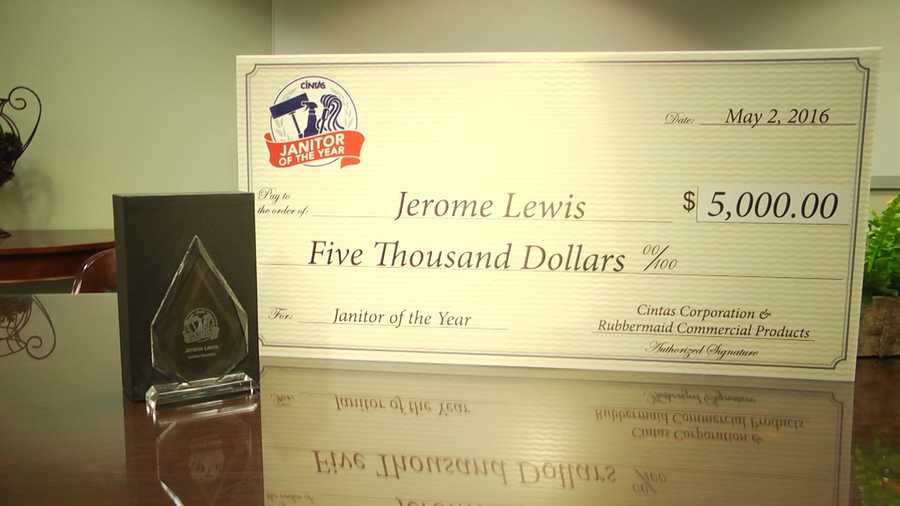 CINTAS
JANITOR
OF THE YEAR
Date: May 2, 2016
Pay to
the order of: Jerome Lewis $ 5,000.00
Five Thousand Dollars 00/100
For: Janitor of the Year
Cintas Corporation &
Rubbermaid Commercial Products
Authorized Signature
Jerome Lewis